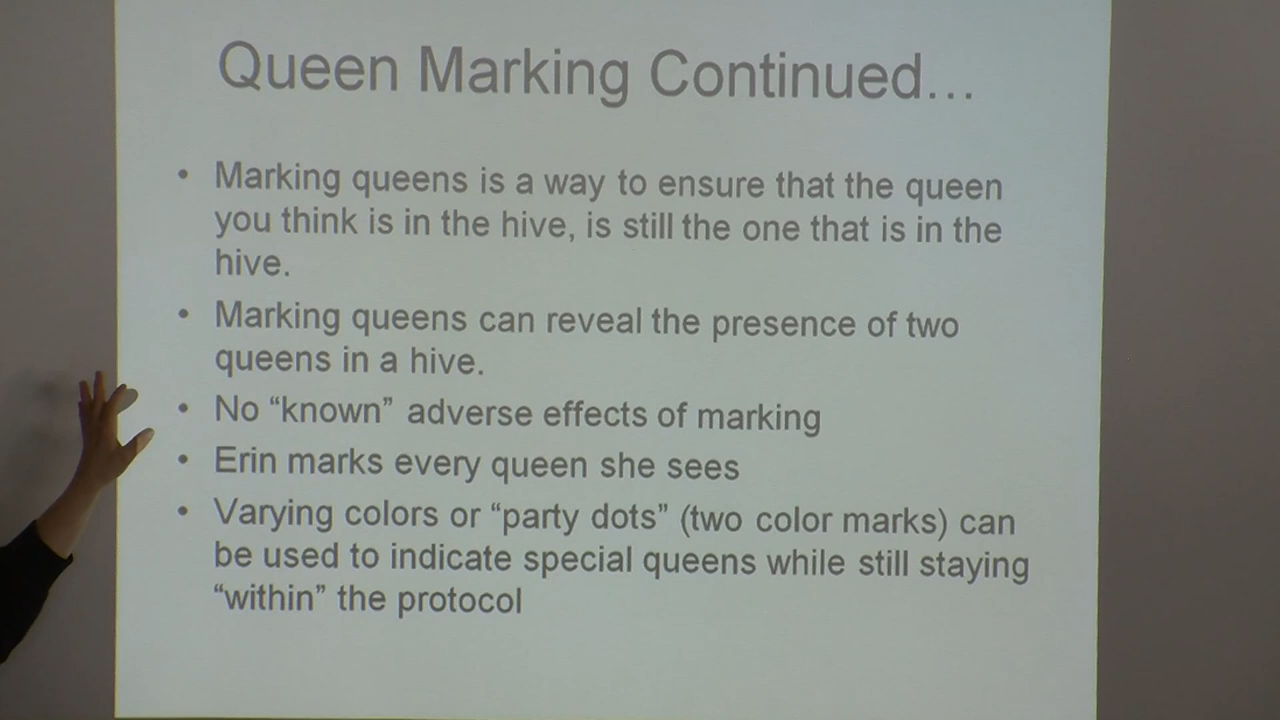 Queen Marking Continued...
• Marking queens is a way to ensure that the queen
you think is in the hive, is still the one that is in the
hive.
• Marking queens can reveal the presence of two
queens in a hive.
• No “known” adverse effects of marking
• Erin marks every queen she sees
• Varying colors or “party dots” (two color marks) can
be used to indicate special queens while still staying
“within” the protocol